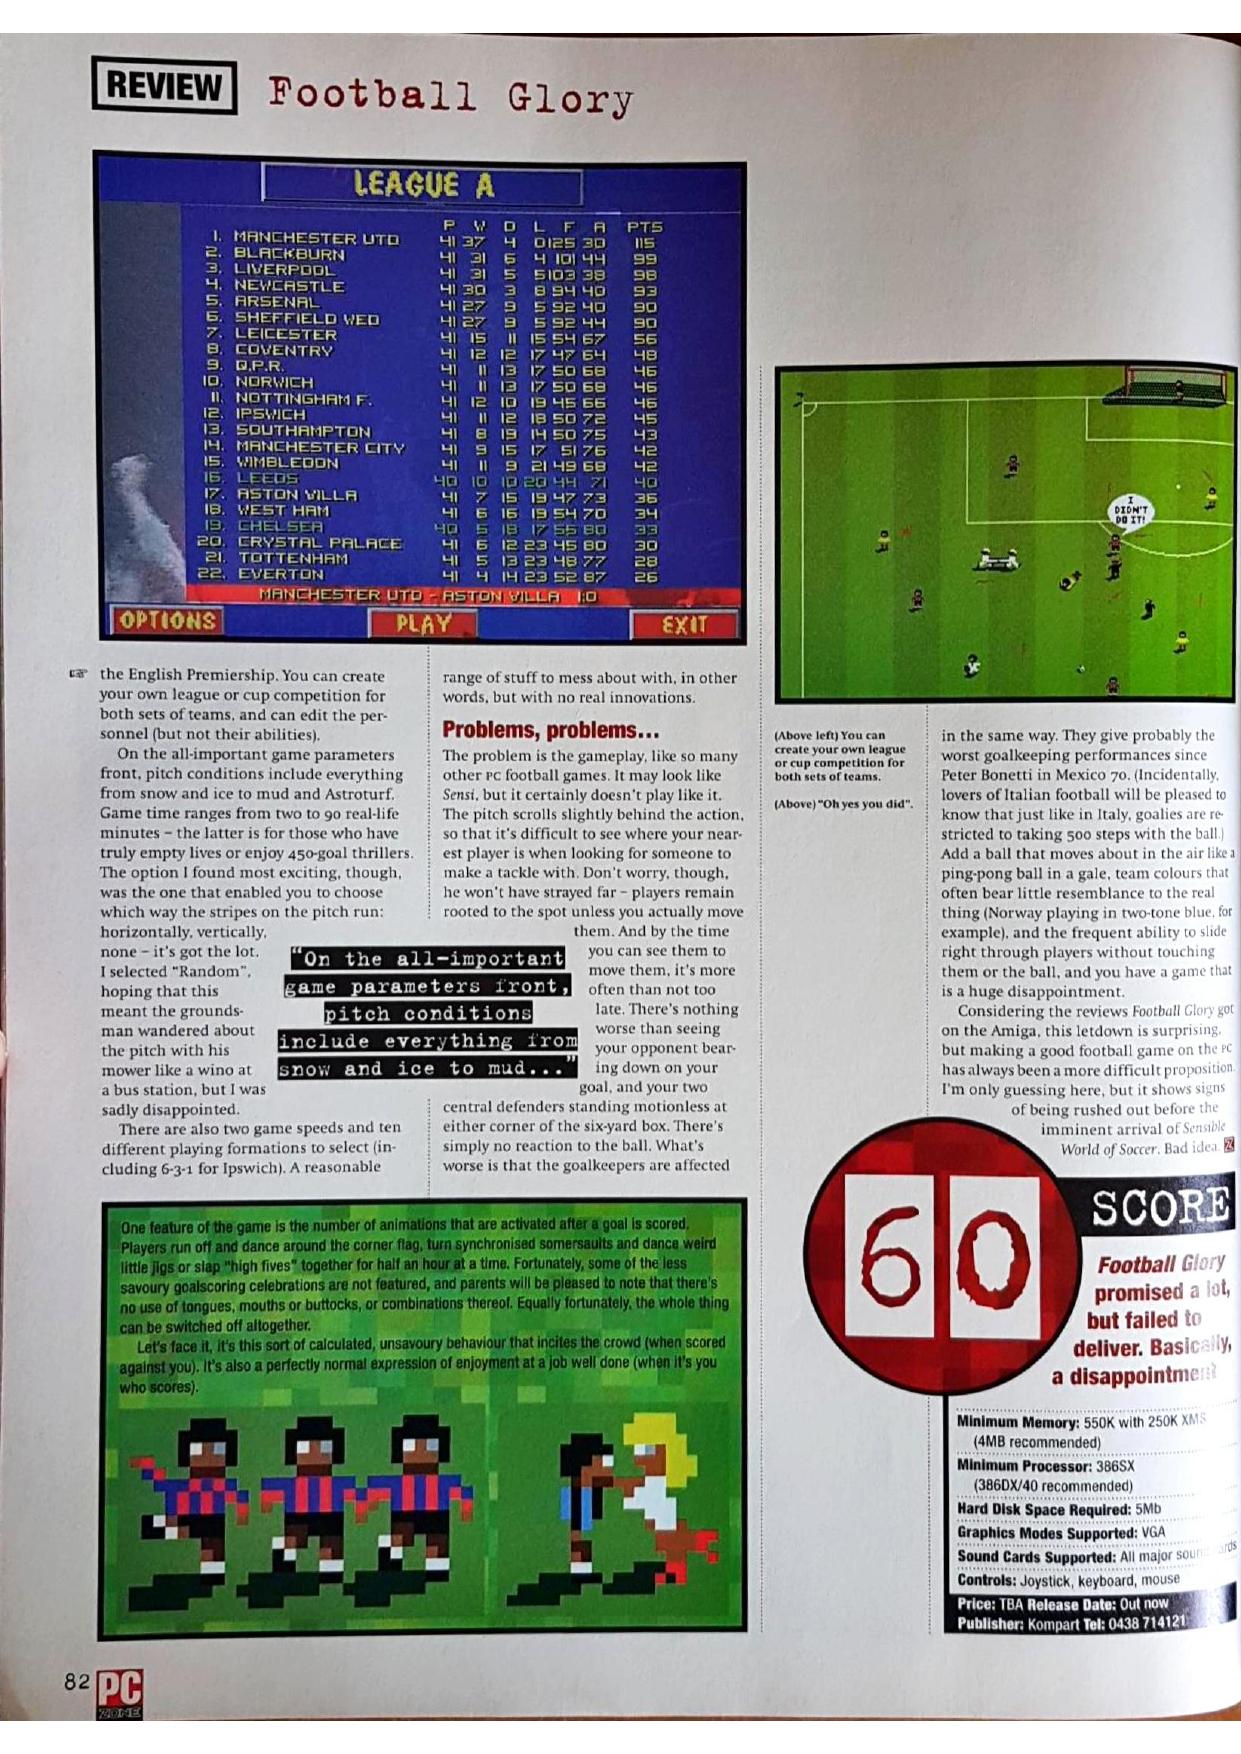 REVIEW Football Glory
LEAGUE A
P W D L F A PTS
1. MANCHESTER UTD 41 37 4 0 125 30 115
2. BLACKBURN 41 31 6 4 101 44 99
3. LIVERPOOL 41 31 5 5 103 38 98
4. NEWCASTLE 41 30 3 8 94 40 93
5. ARSENAL 41 27 9 5 92 40 90
6. SHEFFIELD WED 41 27 9 5 92 44 90
7. LEICESTER 41 15 11 15 54 67 56
8. COVENTRY 41 12 12 17 47 64 48
9. Q.P.R. 41 11 13 17 50 68 46
10. NORWICH 41 11 13 17 50 68 46
11. NOTTINGHAM F. 41 12 10 19 45 66 46
12. IPSWICH 41 11 12 18 50 72 45
13. SOUTHAMPTON 41 8 19 14 50 75 43
14. MANCHESTER CITY 41 9 15 17 51 76 42
15. WIMBLEDON 41 11 9 21 49 68 42
16. LEEDS 40 10 10 20 44 71 40
17. ASTON VILLA 41 7 15 19 47 73 36
18. WEST HAM 41 6 16 19 54 70 34
19. CHELSEA 40 5 18 17 55 80 33
20. CRYSTAL PALACE 41 6 12 23 45 80 30
21. TOTTENHAM 41 5 13 23 48 77 28
22. EVERTON 41 4 14 23 52 87 26
MANCHESTER UTD - ASTON VILLA 1:0
OPTIONS PLAY EXIT
I
DIDN'T
DO IT!
the English Premiership. You can create
your own league or cup competition for
both sets of teams, and can edit the per-
sonnel (but not their abilities).
On the all-important game parameters
front, pitch conditions include everything
from snow and ice to mud and Astroturf.
Game time ranges from two to 90 real-life
minutes – the latter is for those who have
truly empty lives or enjoy 450-goal thrillers.
The option I found most exciting, though,
was the one that enabled you to choose
which way the stripes on the pitch run:
horizontally, vertically,
none – it's got the lot.
I selected "Random",
hoping that this
meant the grounds-
man wandered about
the pitch with his
mower like a wino at
a bus station, but I was
sadly disappointed.
There are also two game speeds and ten
different playing formations to select (in-
cluding 6-3-1 for Ipswich). A reasonable
range of stuff to mess about with, in other
words, but with no real innovations.
Problems, problems...
The problem is the gameplay, like so many
other PC football games. It may look like
Sensi, but it certainly doesn't play like it.
The pitch scrolls slightly behind the action,
so that it's difficult to see where your near-
est player is when looking for someone to
make a tackle with. Don't worry, though,
he won't have strayed far – players remain
rooted to the spot unless you actually move
them. And by the time
you can see them to
move them, it's more
often than not too
late. There's nothing
worse than seeing
your opponent bear-
ing down on your
goal, and your two
central defenders standing motionless at
either corner of the six-yard box. There's
simply no reaction to the ball. What's
worse is that the goalkeepers are affected
"On the all-important
game parameters front,
pitch conditions
include everything from
snow and ice to mud..."
(Above left) You can
create your own league
or cup competition for
both sets of teams.
(Above) "Oh yes you did".
in the same way. They give probably the
worst goalkeeping performances since
Peter Bonetti in Mexico 70. (Incidentally,
lovers of Italian football will be pleased to
know that just like in Italy, goalies are re-
stricted to taking 500 steps with the ball.)
Add a ball that moves about in the air like a
ping-pong ball in a gale, team colours that
often bear little resemblance to the real
thing (Norway playing in two-tone blue, for
example), and the frequent ability to slide
right through players without touching
them or the ball, and you have a game that
is a huge disappointment.
Considering the reviews Football Glory got
on the Amiga, this letdown is surprising,
but making a good football game on the PC
has always been a more difficult proposition.
I'm only guessing here, but it shows signs
of being rushed out before the
imminent arrival of Sensible
World of Soccer. Bad idea.
One feature of the game is the number of animations that are activated after a goal is scored.
Players run off and dance around the corner flag, turn synchronised somersaults and dance weird
little jigs or slap "high fives" together for half an hour at a time. Fortunately, some of the less
savoury goalscoring celebrations are not featured, and parents will be pleased to note that there's
no use of tongues, mouths or buttocks, or combinations thereof. Equally fortunately, the whole thing
can be switched off altogether.
Let's face it, it's this sort of calculated, unsavoury behaviour that incites the crowd (when scored
against you). It's also a perfectly normal expression of enjoyment at a job well done (when it's you
who scores).
60
SCORE
Football Glory
promised a lot,
but failed to
deliver. Basically,
a disappointment
Minimum Memory: 550K with 250K XMS
(4MB recommended)
Minimum Processor: 386SX
(386DX/40 recommended)
Hard Disk Space Required: 5Mb
Graphics Modes Supported: VGA
Sound Cards Supported: All major sound cards
Controls: Joystick, keyboard, mouse
Price: TBA Release Date: Out now
Publisher: Kompart Tel: 0438 714121
82 PC
ZONE